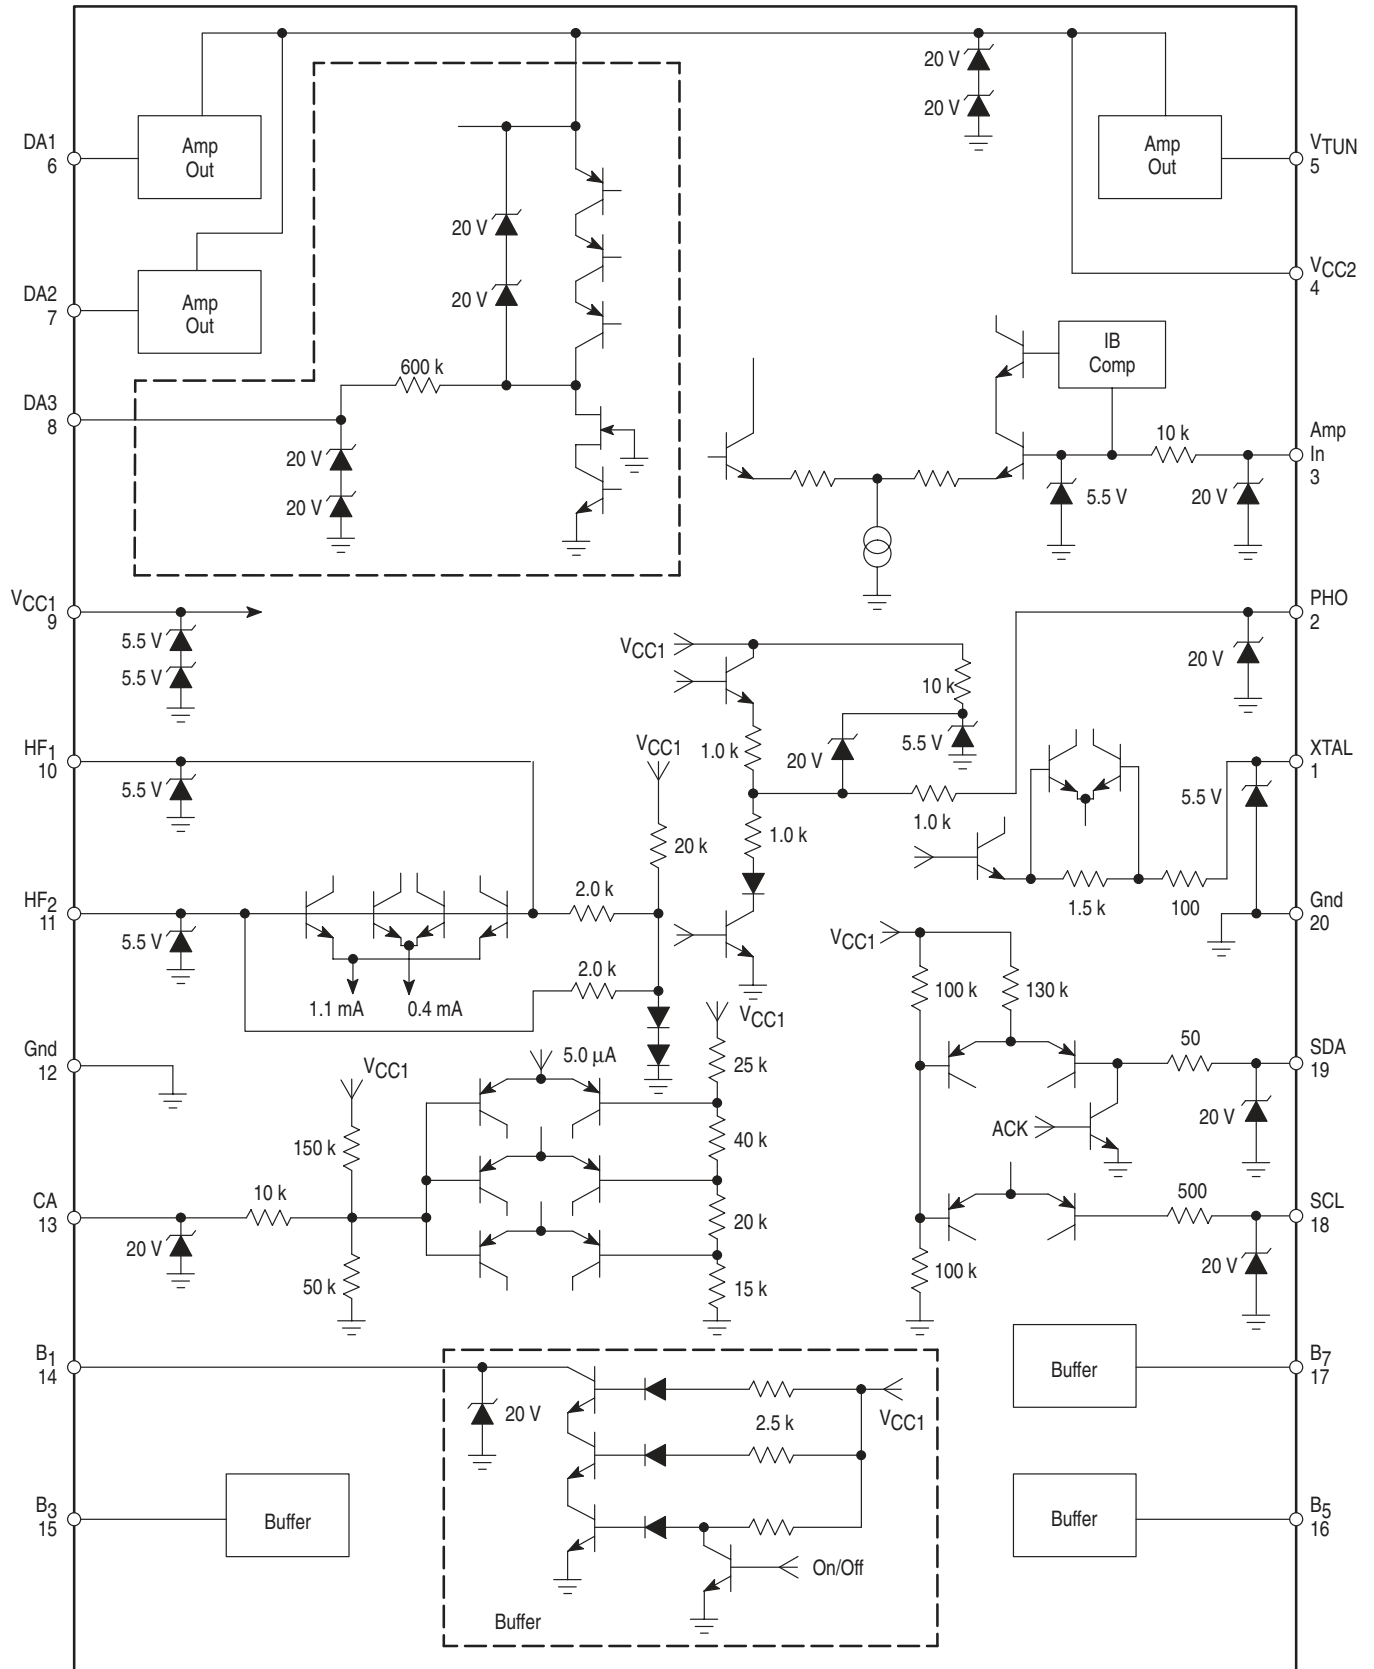 20 V
20 V
DA1
6
Amp
Out
Amp
Out
VTUN
5
20 V
20 V
DA2
7
Amp
Out
VCC2
4
IB
Comp
600 k
DA3
8
20 V
20 V
10 k
Amp
In
3
5.5 V
20 V
VCC1
9
5.5 V
5.5 V
PHO
2
20 V
VCC1
10 k
HF1
10
5.5 V
VCC1
1.0 k
20 V
5.5 V
XTAL
1
5.5 V
20 k
1.0 k
1.0 k
HF2
11
5.5 V
2.0 k
1.5 k
100
Gnd
20
1.1 mA
0.4 mA
2.0 k
VCC1
100 k
130 k
VCC1
Gnd
12
VCC1
5.0 µA
25 k
50
SDA
19
150 k
40 k
ACK
20 V
CA
13
10 k
20 V
50 k
20 k
15 k
500
SCL
18
100 k
20 V
B1
14
20 V
2.5 k
VCC1
Buffer
B7
17
B3
15
Buffer
On/Off
Buffer
Buffer
B5
16